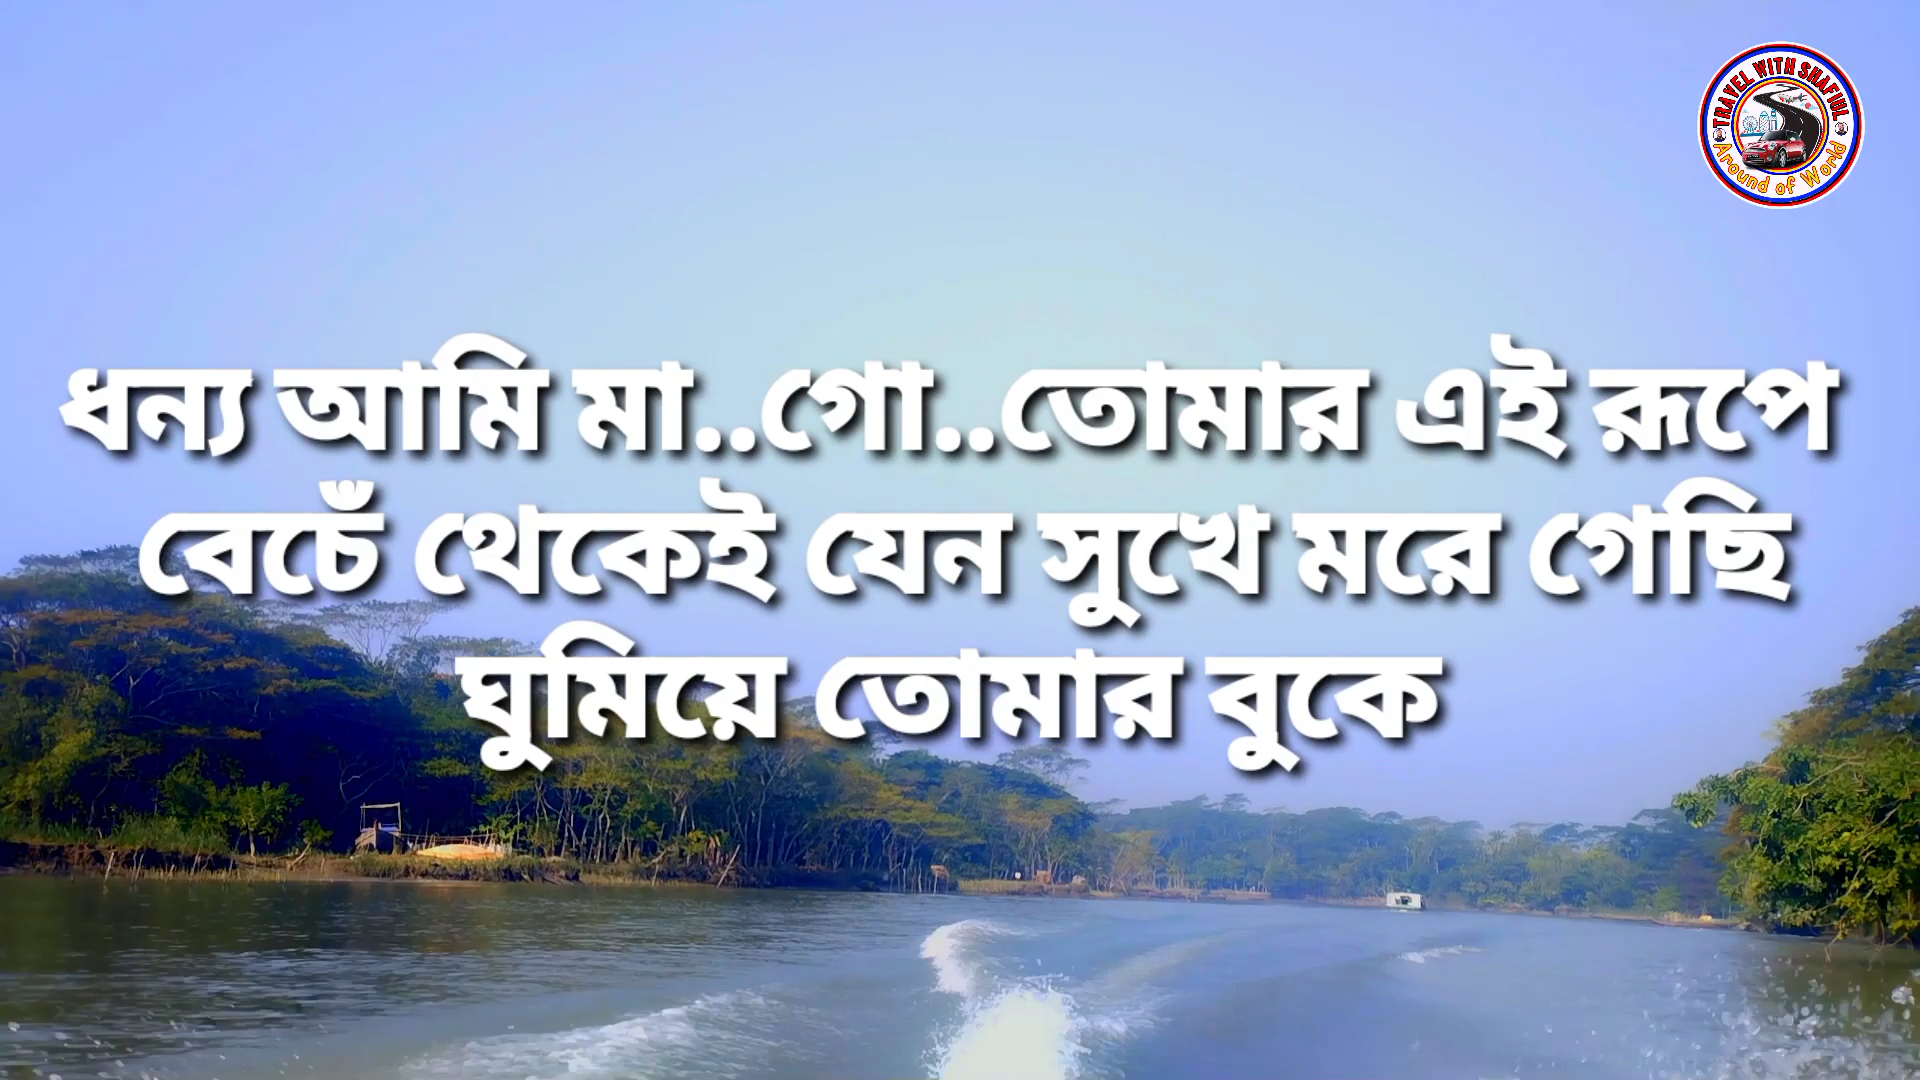 TRAVEL WITH SHAFIUL
Around of World
ধন্য আমি মা..গো..তোমার এই রূপে
বেচেঁ থেকেই যেন সুখে মরে গেছি
ঘুমিয়ে তোমার বুকে